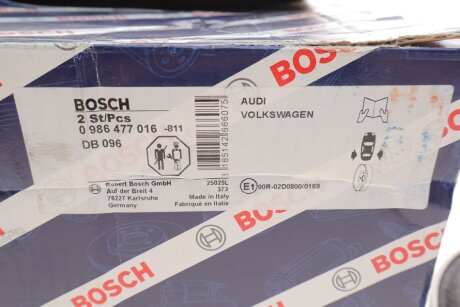 BOSCH
BOSCH
BOSCH
BOSCH
2 St/Pcs
0 986 477 016 -811
DB 096
AUDI
VOLKSWAGEN
Robert Bosch GmbH
Auf der Breit 4
76227 Karlsruhe
Germany
25025L
373
Made in Italy
Fabriqué en Italie
E1 90R-02D0800/0169
BOSCH
BOSCH
BOSCH